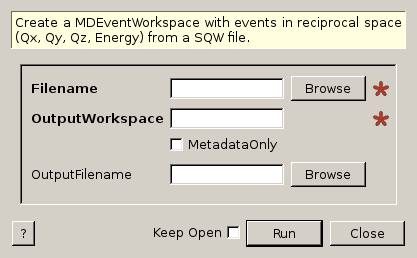 Create a MDEventWorkspace with events in reciprocal space
(Qx, Qy, Qz, Energy) from a SQW file.
Filename Browse *
OutputWorkspace *
MetadataOnly
OutputFilename Browse
? Keep Open Run Close